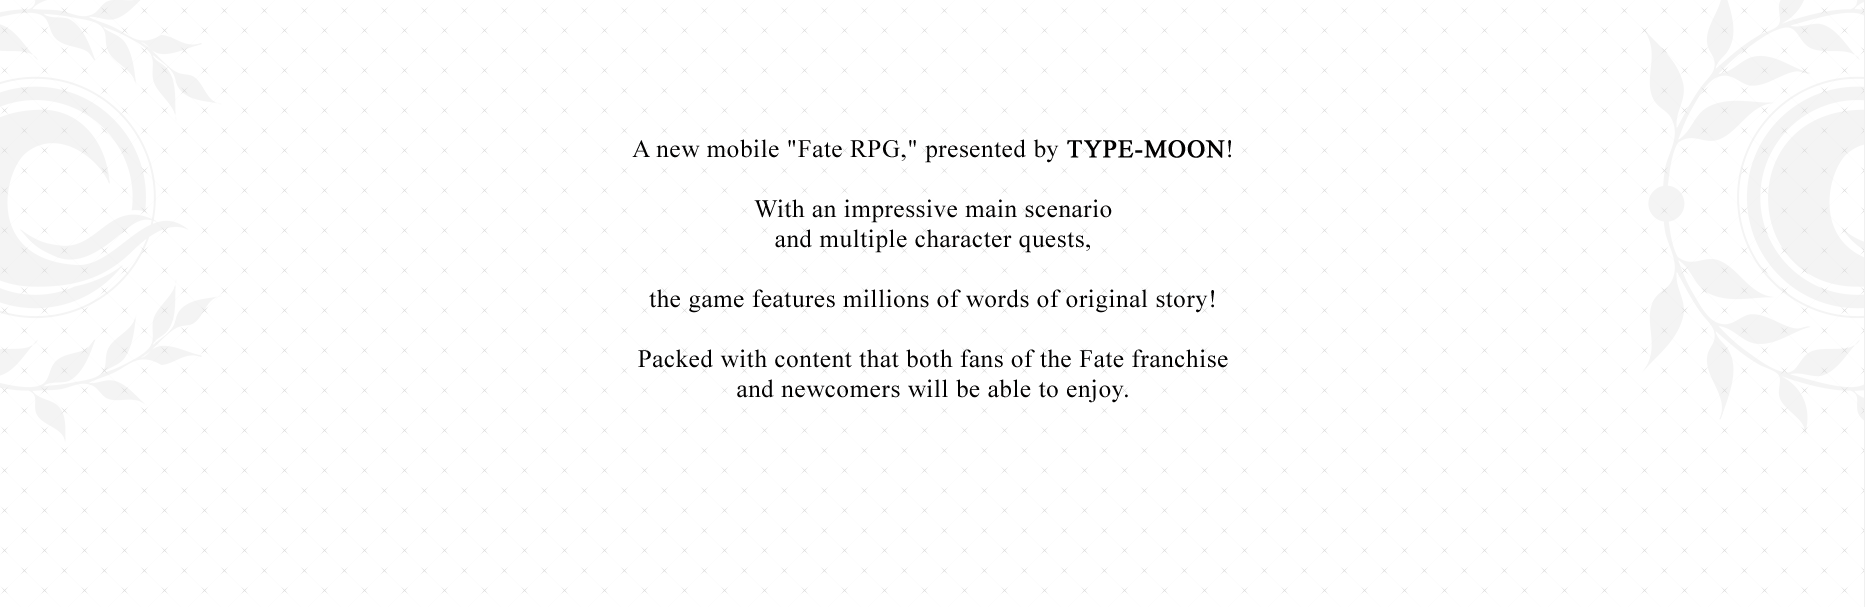 A new mobile "Fate RPG," presented by TYPE-MOON!
With an impressive main scenario
and multiple character quests,
the game features millions of words of original story!
Packed with content that both fans of the Fate franchise
and newcomers will be able to enjoy.